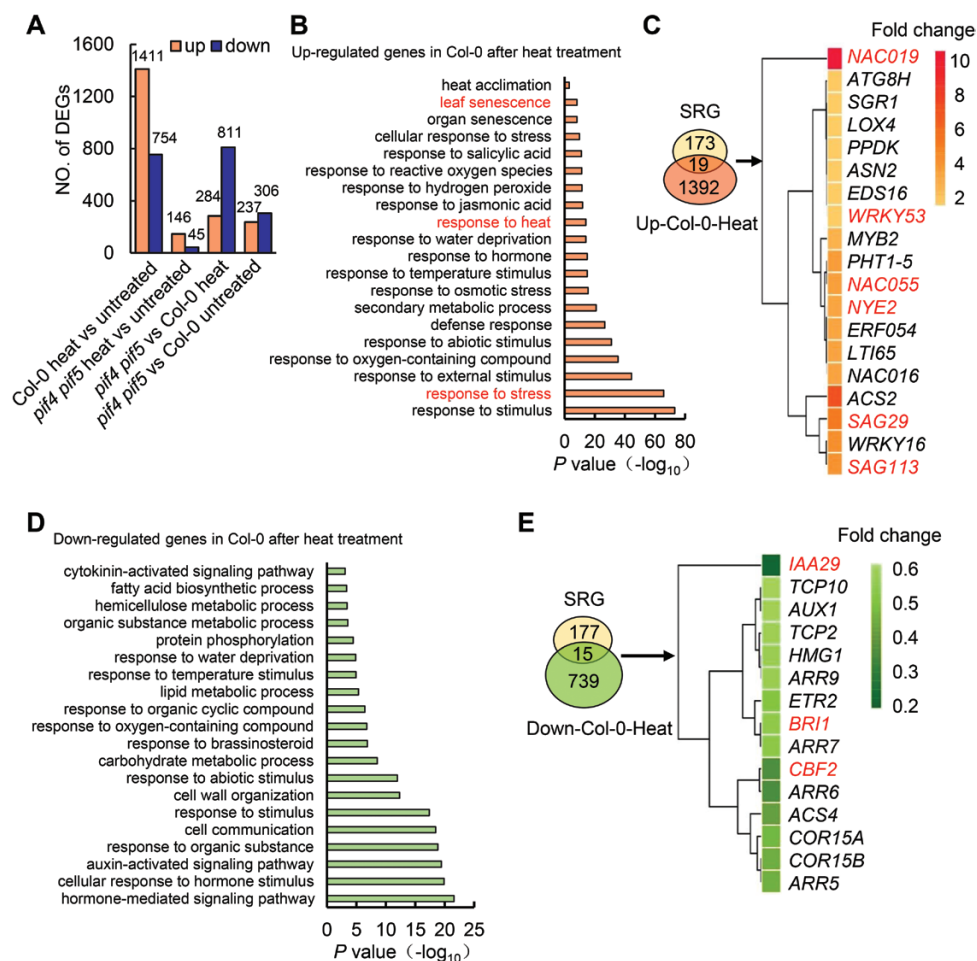 A
up down
NO. of DEGs
1600
1200
800
400
0
1411
754
146
45
284
811
237
306
Col-0 heat vs untreated
pif4 pif5 heat vs untreated
pif4 pif5 vs Col-0 heat
pif4 pif5 vs Col-0 untreated
B
Up-regulated genes in Col-0 after heat treatment
heat acclimation
leaf senescence
organ senescence
cellular response to stress
response to salicylic acid
response to reactive oxygen species
response to hydrogen peroxide
response to jasmonic acid
response to heat
response to water deprivation
response to hormone
response to temperature stimulus
response to osmotic stress
secondary metabolic process
defense response
response to abiotic stimulus
response to oxygen-containing compound
response to external stimulus
response to stress
response to stimulus
0 20 40 60 80
P value (-log10)
C
Fold change
SRG
173
19
1392
Up-Col-0-Heat
NAC019
ATG8H
SGR1
LOX4
PPDK
ASN2
EDS16
WRKY53
MYB2
PHT1-5
NAC055
NYE2
ERF054
LTI65
NAC016
ACS2
SAG29
WRKY16
SAG113
10
8
6
4
2
D
Down-regulated genes in Col-0 after heat treatment
cytokinin-activated signaling pathway
fatty acid biosynthetic process
hemicellulose metabolic process
organic substance metabolic process
protein phosphorylation
response to water deprivation
response to temperature stimulus
lipid metabolic process
response to organic cyclic compound
response to oxygen-containing compound
response to brassinosteroid
carbohydrate metabolic process
response to abiotic stimulus
cell wall organization
response to stimulus
cell communication
response to organic substance
auxin-activated signaling pathway
cellular response to hormone stimulus
hormone-mediated signaling pathway
0 5 10 15 20 25
P value (-log10)
E
Fold change
SRG
177
15
739
Down-Col-0-Heat
IAA29
TCP10
AUX1
TCP2
HMG1
ARR9
ETR2
BRI1
ARR7
CBF2
ARR6
ACS4
COR15A
COR15B
ARR5
0.6
0.5
0.4
0.3
0.2